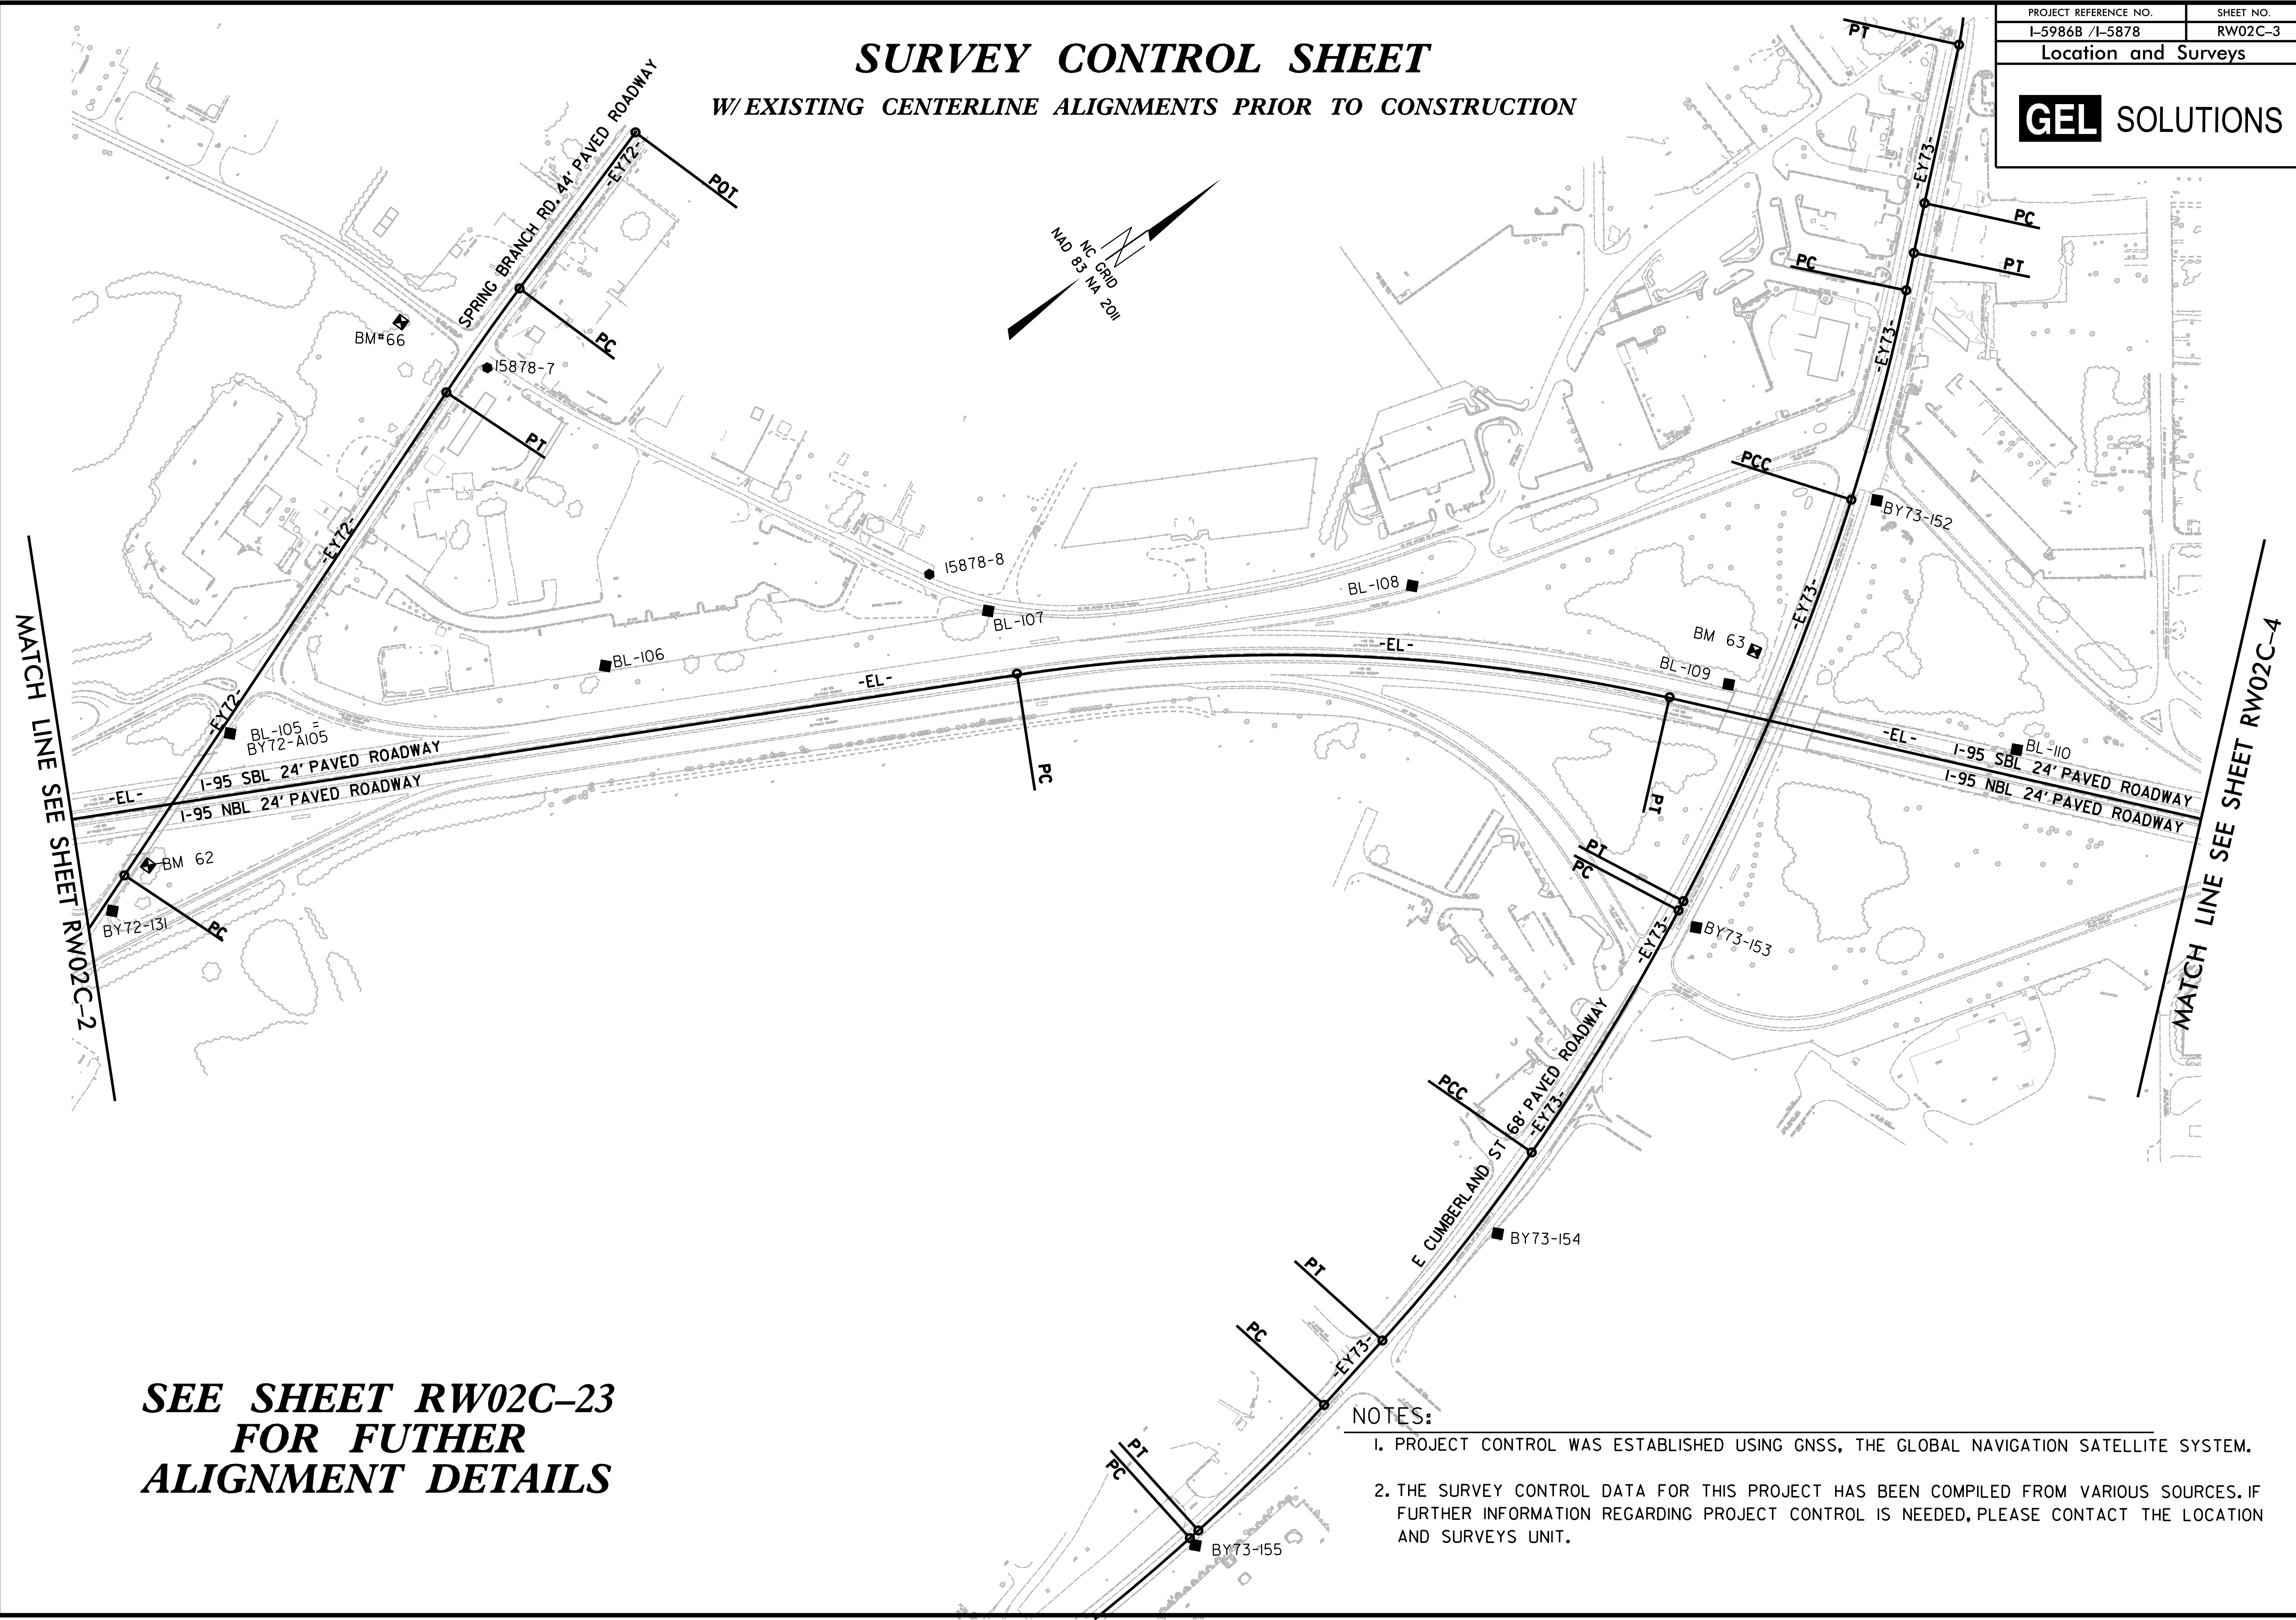 PROJECT REFERENCE NO.
SHEET NO.
I–5986B /I–5878
RW02C–3
Location and Surveys
GEL SOLUTIONS
SURVEY CONTROL SHEET
W/ EXISTING CENTERLINE ALIGNMENTS PRIOR TO CONSTRUCTION
NC GRID
NAD 83 NA 2011
SPRING BRANCH RD. 44' PAVED ROADWAY
-EY72-
POT
PC
PT
BM#66
I5878-7
-EY72-
-EY72-
BL-105 =
BY72-A105
I-95 SBL 24' PAVED ROADWAY
I-95 NBL 24' PAVED ROADWAY
-EL-
BM 62
BY72-131
PC
MATCH LINE SEE SHEET RW02C–2
BL-106
I5878-8
BL-107
BL-108
-EL-
PC
-EL-
BM 63
BL-109
PT
PT
-EY73-
PC
PT
PC
-EY73-
PCC
BY73-152
-EY73-
-EL-
BL-110
I-95 SBL 24' PAVED ROADWAY
I-95 NBL 24' PAVED ROADWAY
MATCH LINE SEE SHEET RW02C–4
PT
PC
-EY73-
BY73-153
E CUMBERLAND ST 68' PAVED ROADWAY
-EY73-
PCC
BY73-154
PT
PC
-EY73-
PT
PC
BY73-155
SEE SHEET RW02C–23
FOR FUTHER
ALIGNMENT DETAILS
NOTES:
1. PROJECT CONTROL WAS ESTABLISHED USING GNSS, THE GLOBAL NAVIGATION SATELLITE SYSTEM.
2. THE SURVEY CONTROL DATA FOR THIS PROJECT HAS BEEN COMPILED FROM VARIOUS SOURCES. IF
FURTHER INFORMATION REGARDING PROJECT CONTROL IS NEEDED, PLEASE CONTACT THE LOCATION
AND SURVEYS UNIT.